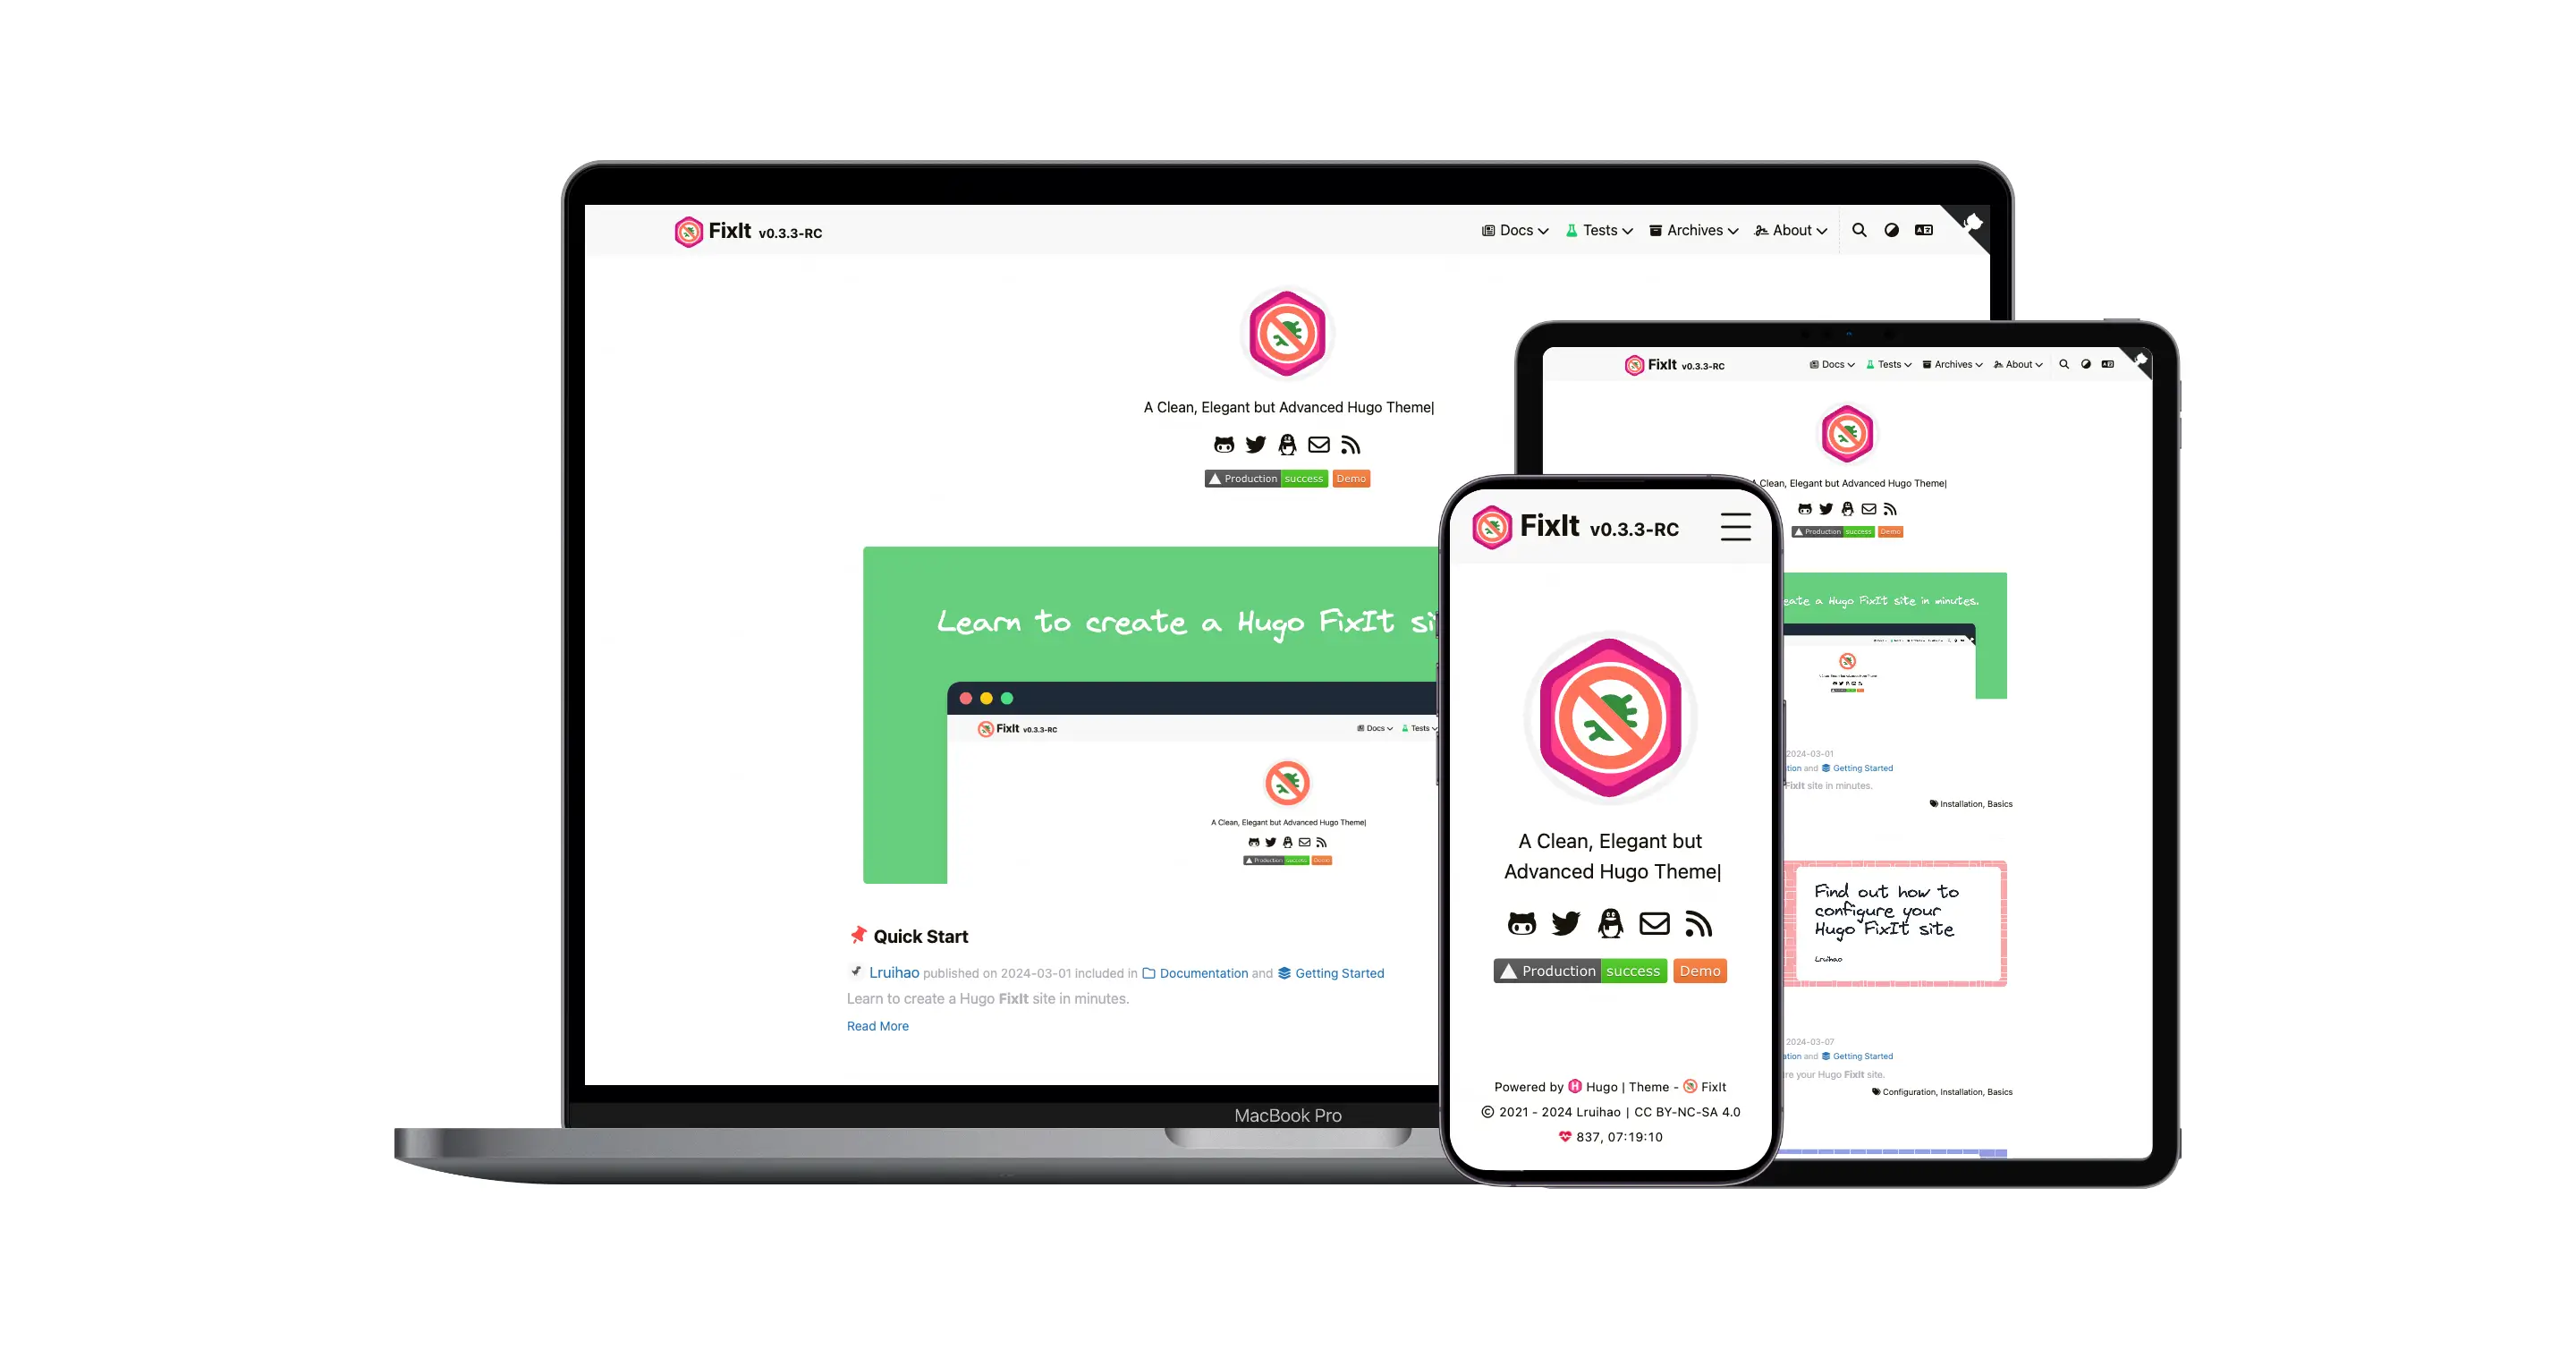 FixIt v0.3.3-RC
Docs Tests Archives About
A Clean, Elegant but Advanced Hugo Theme|
Production success Demo
Learn to create a Hugo FixIt
FixIt v0.3.3-RC
Docs Tests
A Clean, Elegant but Advanced Hugo Theme|
Production success Demo
Quick Start
Lruihao published on 2024-03-01 included in Documentation and Getting Started
Learn to create a Hugo FixIt site in minutes.
Read More
MacBook Pro
FixIt v0.3.3-RC
A Clean, Elegant but
Advanced Hugo Theme|
Production success Demo
Powered by Hugo | Theme - FixIt
© 2021 - 2024 Lruihao | CC BY-NC-SA 4.0
837, 07:19:10
FixIt v0.3.3-RC
Docs Tests Archives About
A Clean, Elegant but Advanced Hugo Theme|
Production success Demo
a Hugo FixIt site in minutes.
2024-03-01
and Getting Started
FixIt site in minutes.
Installation, Basics
Find out how to
configure your
Hugo FixIt site
Lruihao
2024-03-07
and Getting Started
your Hugo FixIt site.
Configuration, Installation, Basics